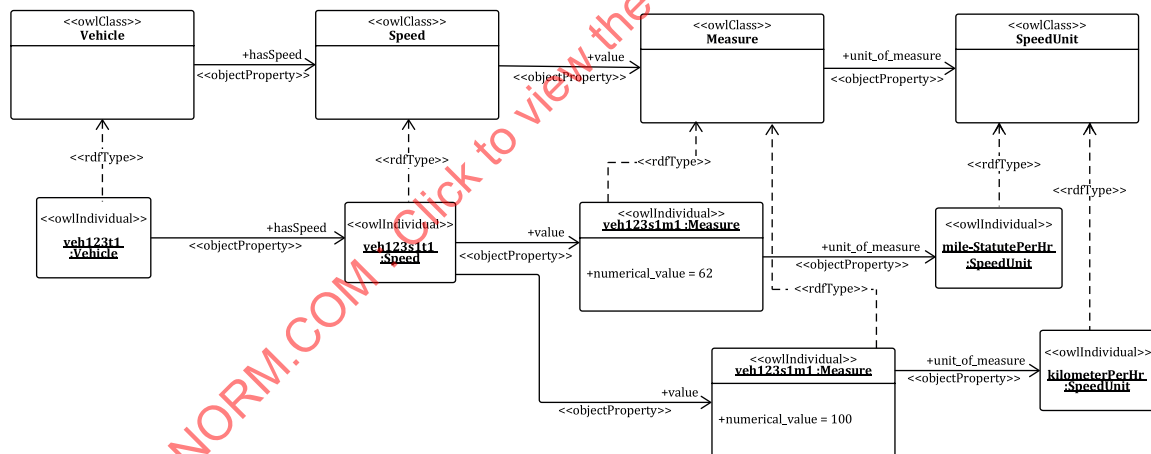 <<owlClass>>
Vehicle
<<owlClass>>
Speed
<<owlClass>>
Measure
<<owlClass>>
SpeedUnit
+hasSpeed
<<objectProperty>>
+value
<<objectProperty>>
+unit_of_measure
<<objectProperty>>
<<rdfType>>
<<rdfType>>
<<rdfType>>
<<rdfType>>
<<rdfType>>
<<owlIndividual>>
veh123t1
:Vehicle
+hasSpeed
<<objectProperty>>
<<owlIndividual>>
veh123s1t1
:Speed
+value
<<objectProperty>>
<<owlIndividual>>
veh123s1m1 :Measure
+numerical_value = 62
+unit_of_measure
<<objectProperty>>
<<owlIndividual>>
mile-StatutePerHr
:SpeedUnit
<<rdfType>>
+value
<<objectProperty>>
<<owlIndividual>>
veh123s1m1 :Measure
+numerical_value = 100
+unit_of_measure
<<objectProperty>>
<<owlIndividual>>
kilometerPerHr
:SpeedUnit
NORM.COM : Click to view the